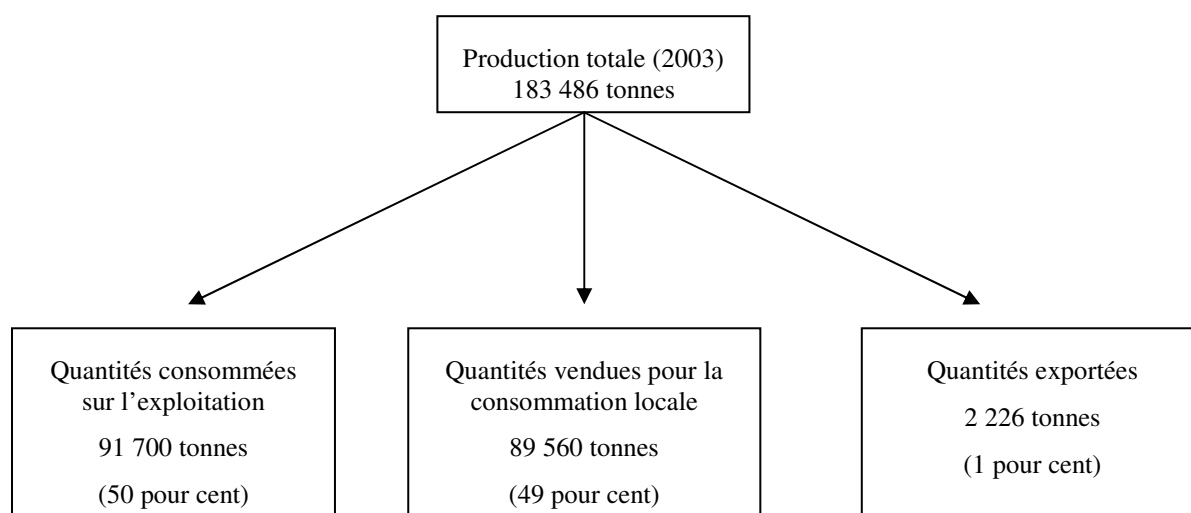 Production totale (2003)
183 486 tonnes
Quantités consommées
sur l’exploitation
91 700 tonnes
(50 pour cent)
Quantités vendues pour la
consommation locale
89 560 tonnes
(49 pour cent)
Quantités exportées
2 226 tonnes
(1 pour cent)